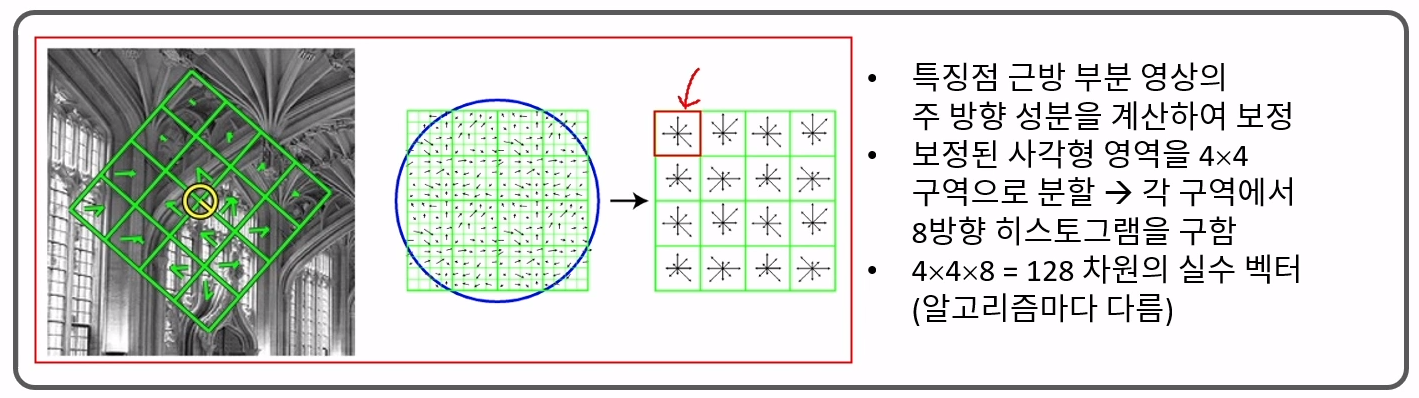 • 특징점 근방 부분 영상의
주 방향 성분을 계산하여 보정
• 보정된 사각형 영역을 4×4
구역으로 분할 → 각 구역에서
8방향 히스토그램을 구함
• 4×4×8 = 128 차원의 실수 벡터
(알고리즘마다 다름)